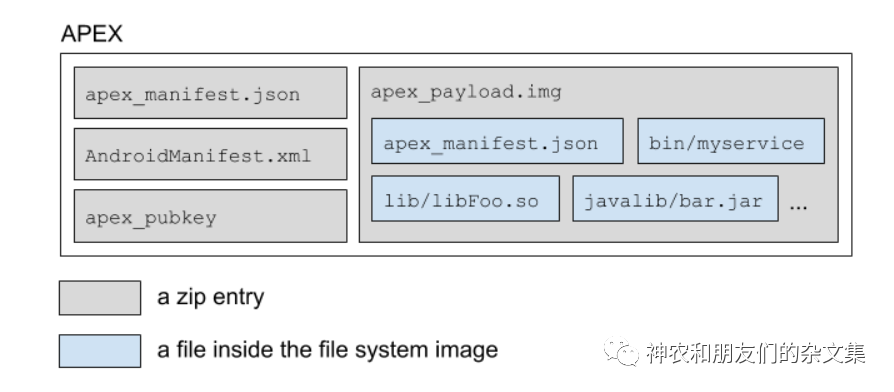 APEX
apex_manifest.json
AndroidManifest.xml
apex_pubkey
apex_payload.img
apex_manifest.json
bin/myservice
lib/libFoo.so
javalib/bar.jar
...
a zip entry
a file inside the file system image
神农和朋友们的杂文集